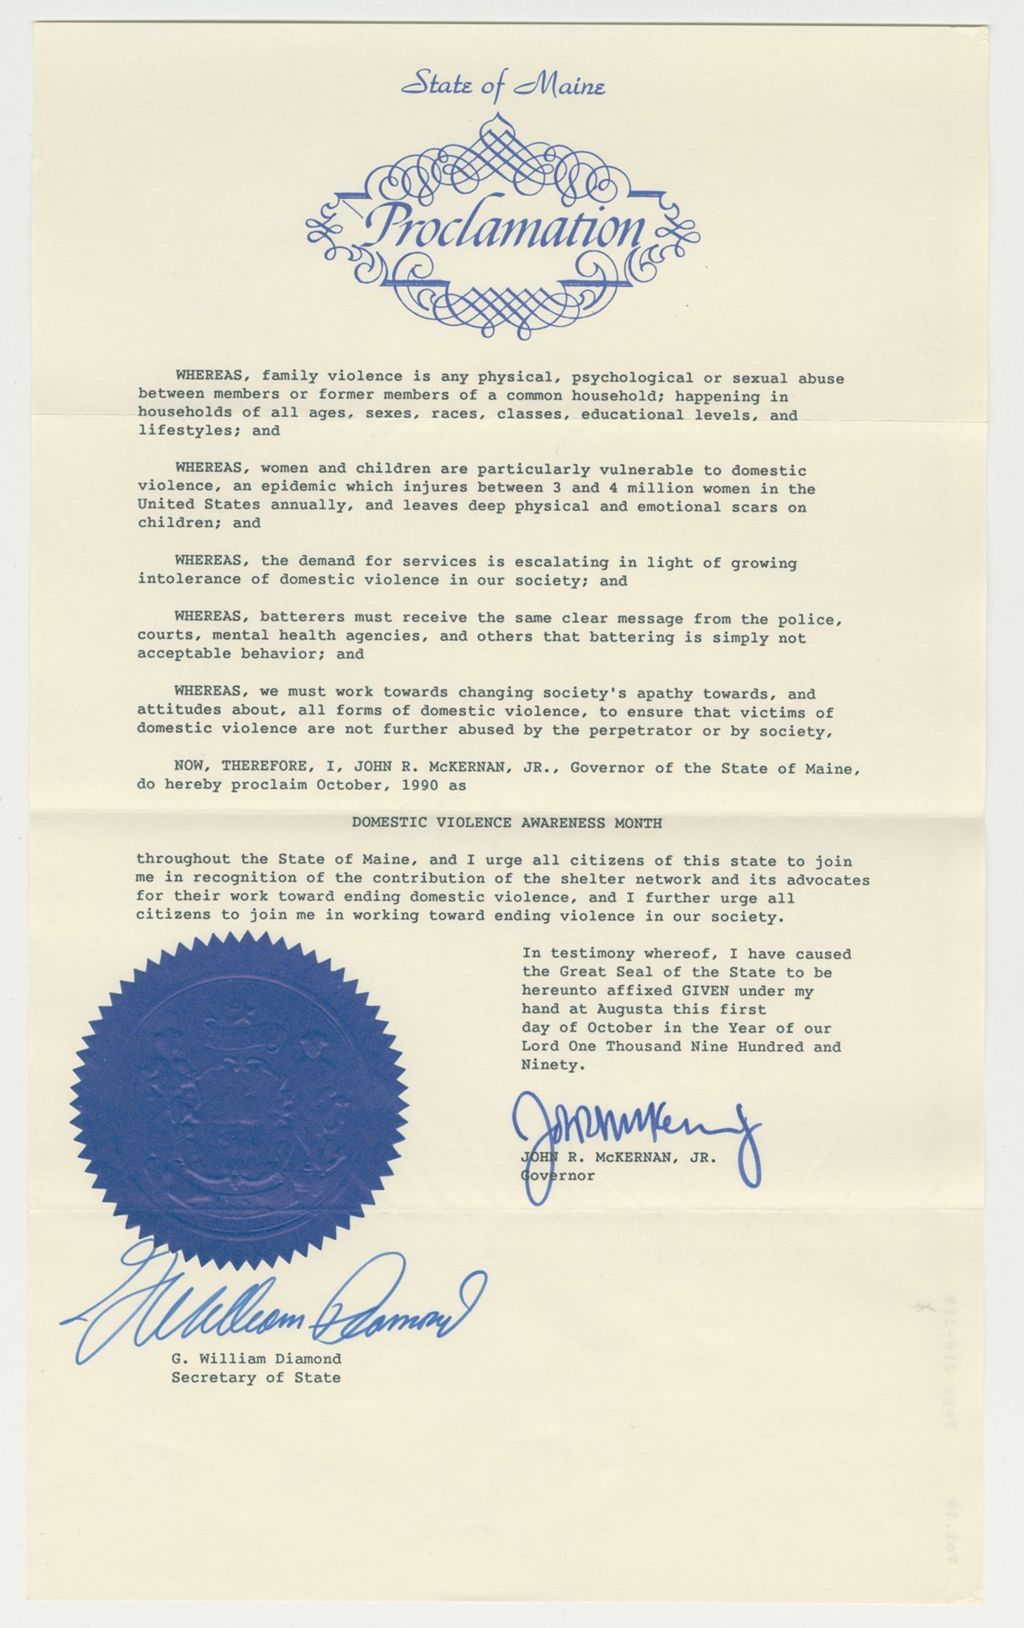 State of Maine
Proclamation
WHEREAS, family violence is any physical, psychological or sexual abuse
between members or former members of a common household; happening in
households of all ages, sexes, races, classes, educational levels, and
lifestyles; and
WHEREAS, women and children are particularly vulnerable to domestic
violence, an epidemic which injures between 3 and 4 million women in the
United States annually, and leaves deep physical and emotional scars on
children; and
WHEREAS, the demand for services is escalating in light of growing
intolerance of domestic violence in our society; and
WHEREAS, batterers must receive the same clear message from the police,
courts, mental health agencies, and others that battering is simply not
acceptable behavior; and
WHEREAS, we must work towards changing society's apathy towards, and
attitudes about, all forms of domestic violence, to ensure that victims of
domestic violence are not further abused by the perpetrator or by society,
NOW, THEREFORE, I, JOHN R. McKERNAN, JR., Governor of the State of Maine,
do hereby proclaim October, 1990 as
DOMESTIC VIOLENCE AWARENESS MONTH
throughout the State of Maine, and I urge all citizens of this state to join
me in recognition of the contribution of the shelter network and its advocates
for their work toward ending domestic violence, and I further urge all
citizens to join me in working toward ending violence in our society.
In testimony whereof, I have caused
the Great Seal of the State to be
hereunto affixed GIVEN under my
hand at Augusta this first
day of October in the Year of our
Lord One Thousand Nine Hundred and
Ninety.
John R McKernan Jr
JOHN R. McKERNAN, JR.
Governor
G William Diamond
G. William Diamond
Secretary of State
Vol.19 Page 218-219